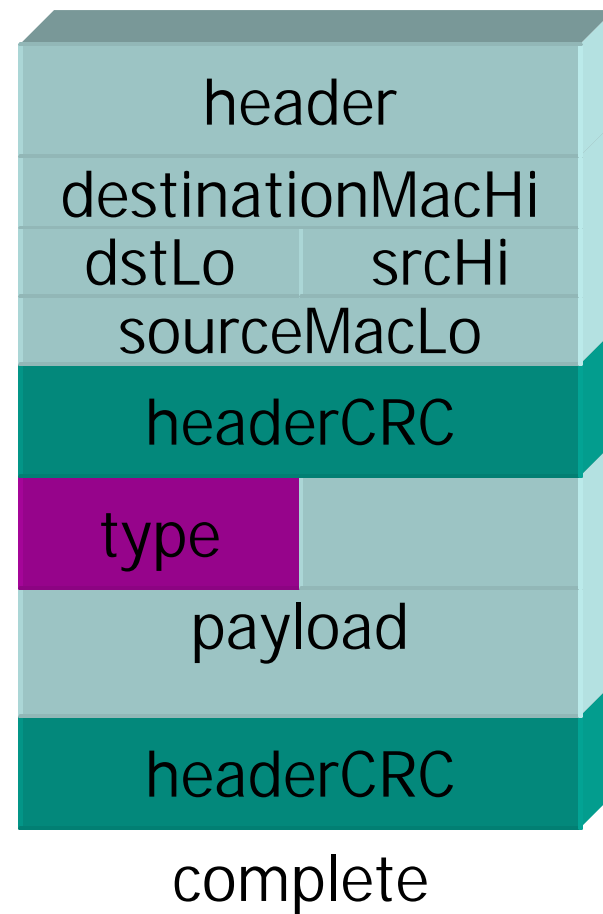 header
destinationMacHi
dstLo srcHi
sourceMacLo
headerCRC
type
payload
headerCRC
complete